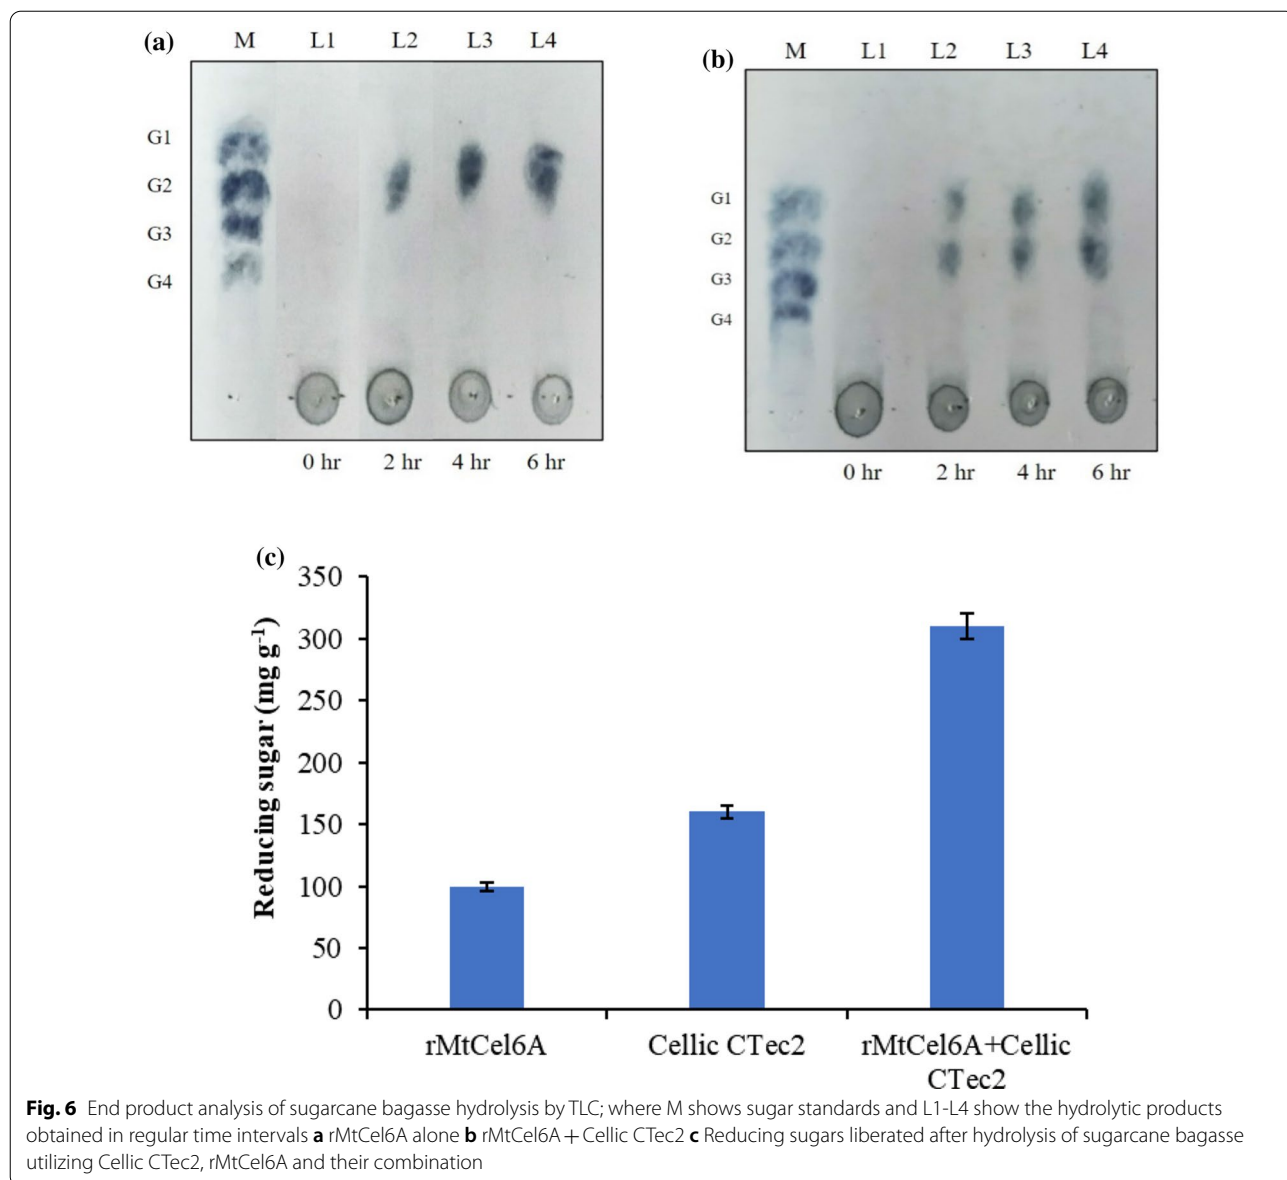 (a) M L1 L2 L3 L4
G1
G2
G3
G4
0 hr 2 hr 4 hr 6 hr
(b) M L1 L2 L3 L4
G1
G2
G3
G4
0 hr 2 hr 4 hr 6 hr
(c)
Reducing sugar (mg g⁻¹)
350
300
250
200
150
100
50
0
rMtCel6A Cellic CTec2 rMtCel6A+Cellic
CTec2
Fig. 6 End product analysis of sugarcane bagasse hydrolysis by TLC; where M shows sugar standards and L1-L4 show the hydrolytic products
obtained in regular time intervals a rMtCel6A alone b rMtCel6A + Cellic CTec2 c Reducing sugars liberated after hydrolysis of sugarcane bagasse
utilizing Cellic CTec2, rMtCel6A and their combination